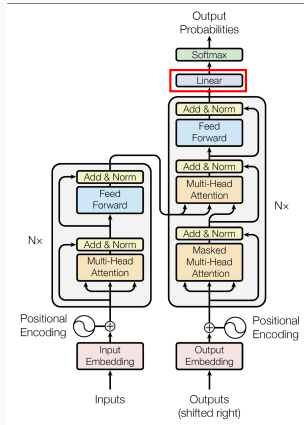 Output
Probabilities
Softmax
Linear
Add & Norm
Feed
Forward
Add & Norm
Multi-Head
Attention
Add & Norm
Masked
Multi-Head
Attention
Nx
Add & Norm
Feed
Forward
Add & Norm
Multi-Head
Attention
Nx
Positional
Encoding
Positional
Encoding
Input
Embedding
Output
Embedding
Inputs
Outputs
(shifted right)